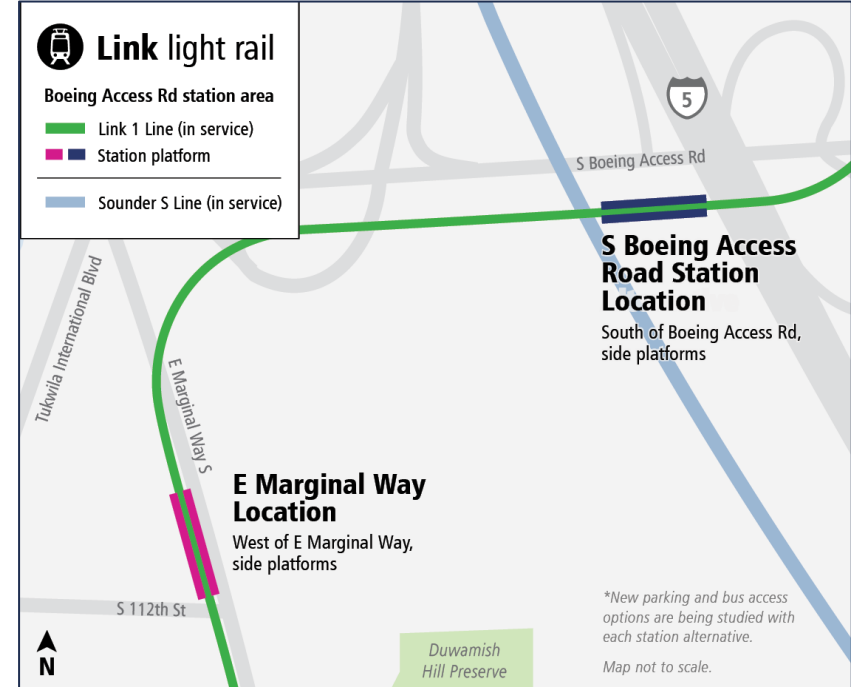 Link light rail
Boeing Access Rd station area
Link 1 Line (in service)
Station platform
Sounder S Line (in service)
5
S Boeing Access Rd
S Boeing Access
Road Station
Location
South of Boeing Access Rd,
side platforms
Tukwila International Blvd
E Marginal Way S
E Marginal Way
Location
West of E Marginal Way,
side platforms
S 112th St
N
Duwamish
Hill Preserve
*New parking and bus access
options are being studied with
each station alternative.
Map not to scale.